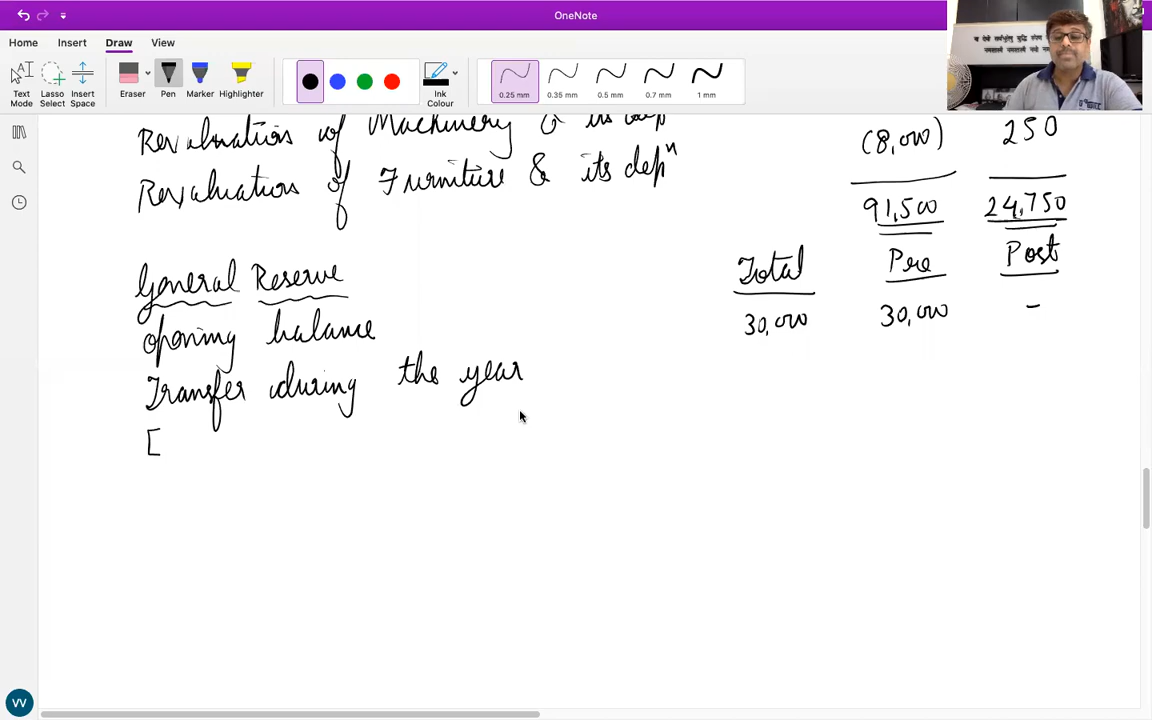 OneNote
Home Insert Draw View
Text Mode Lasso Select Insert Space Eraser Pen Marker Highlighter Ink Colour 0.25 mm 0.35 mm 0.5 mm 0.7 mm 1 mm
Revaluation of Machinery & its dep
(8,000) 250
Revaluation of Furniture & its depⁿ
91,500 24,750
General Reserve Total Pre Post
opening balance 30,000 30,000 -
Transfer during the year
[
VV